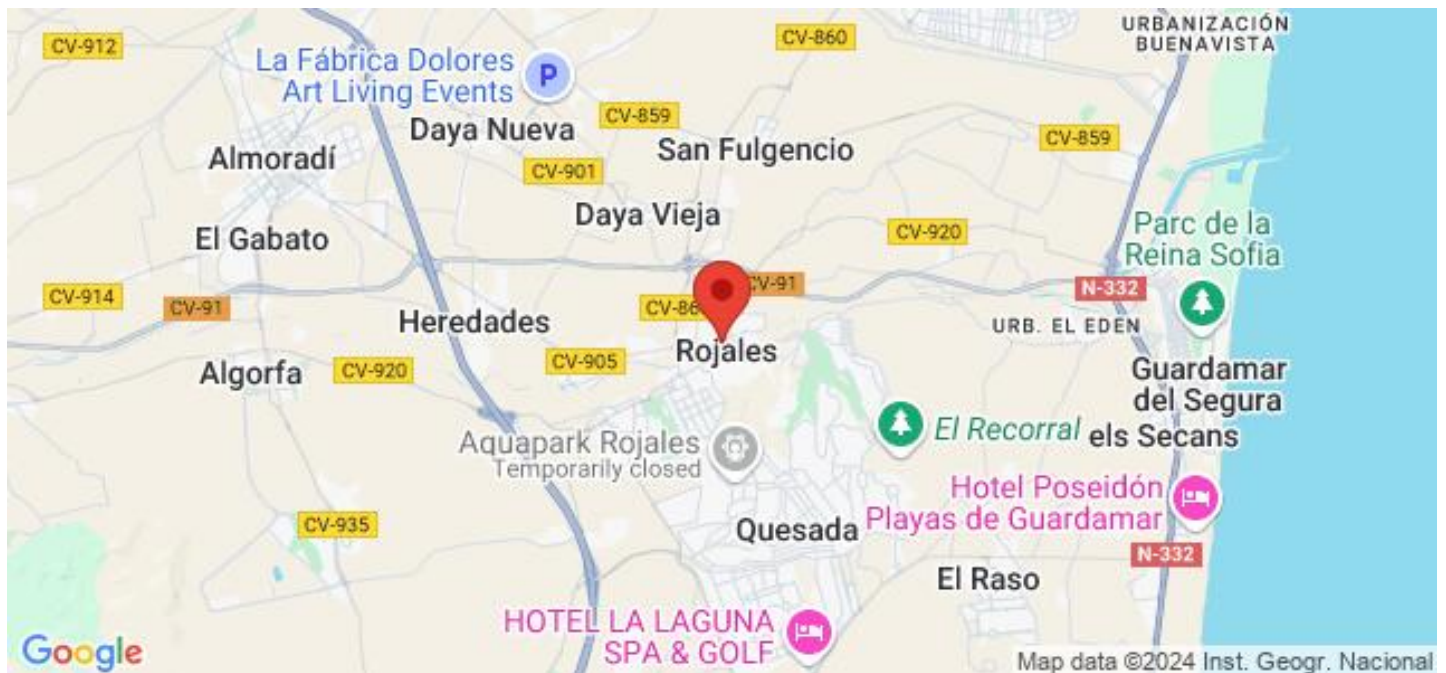 CV-912
CV-860
URBANIZACIÓN
BUENAVISTA
La Fábrica Dolores
Art Living Events
P
Daya Nueva
CV-859
CV-859
Almoradí
San Fulgencio
CV-901
Daya Vieja
El Gabato
CV-920
Parc de la
Reina Sofia
CV-914
CV-91
CV-86
CV-91
N-332
Heredades
URB. EL EDEN
Rojales
Algorfa
CV-920
CV-905
Guardamar
del Segura
El Recorral
els Secans
Aquapark Rojales
Temporarily closed
Hotel Poseidón
Playas de Guardamar
CV-935
Quesada
N-332
El Raso
HOTEL LA LAGUNA
SPA & GOLF
Google
Map data ©2024 Inst. Geogr. Nacional